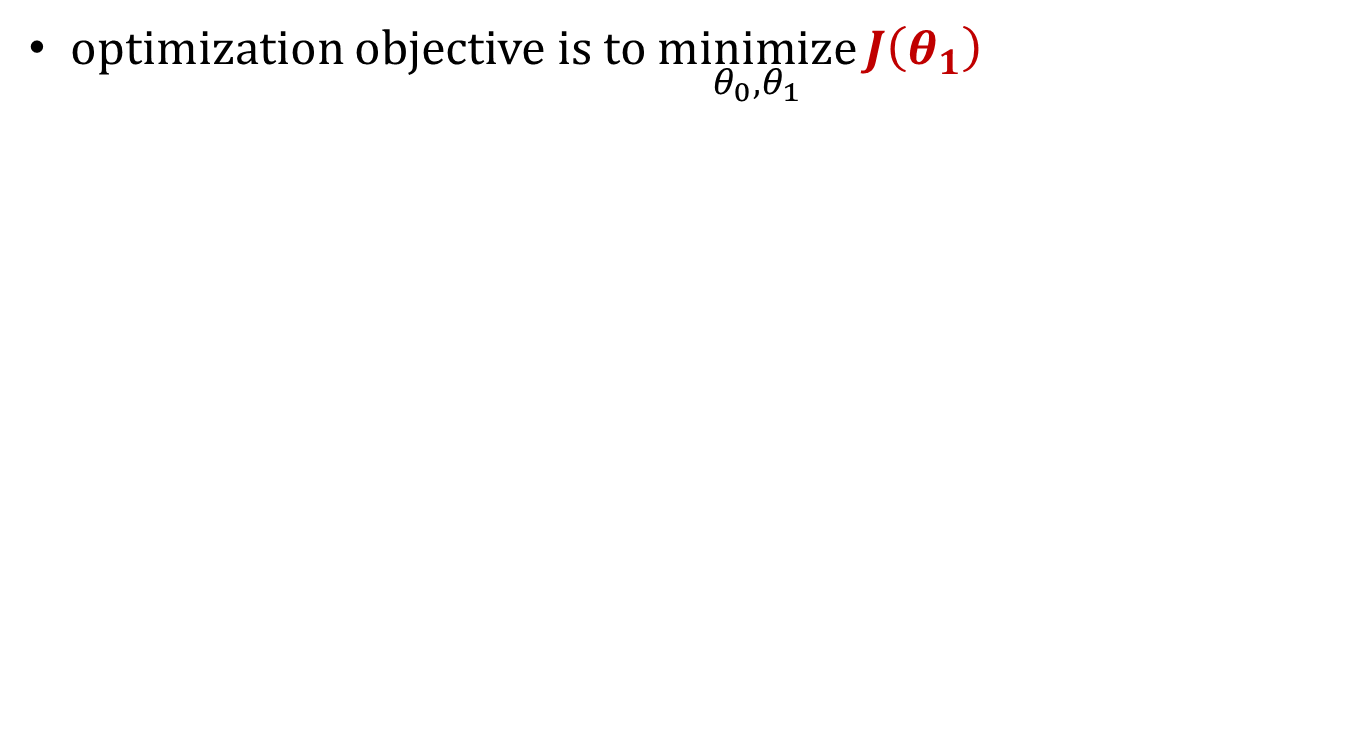 • optimization objective is to minimize J(θ₁)
θ₀,θ₁